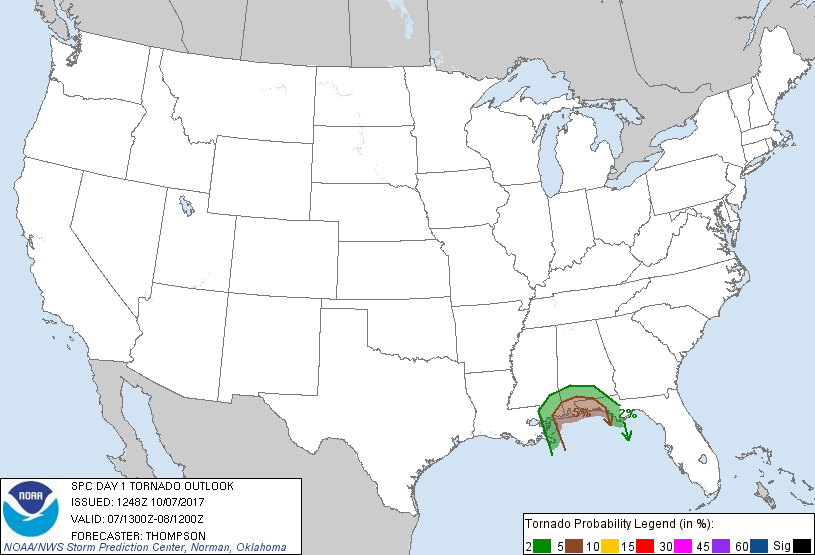 5%
2%
NOAA
SPC DAY 1 TORNADO OUTLOOK
ISSUED: 1248Z 10/07/2017
VALID: 07/1300Z-08/1200Z
FORECASTER: THOMPSON
NOAA/NWS Storm Prediction Center, Norman, Oklahoma
Tornado Probability Legend (in %):
2 5 10 15 30 45 60 Sig